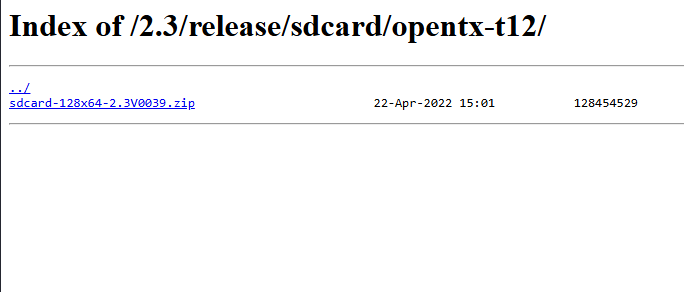 Index of /2.3/release/sdcard/opentx-t12/
../
sdcard-128x64-2.3V0039.zip 22-Apr-2022 15:01 128454529